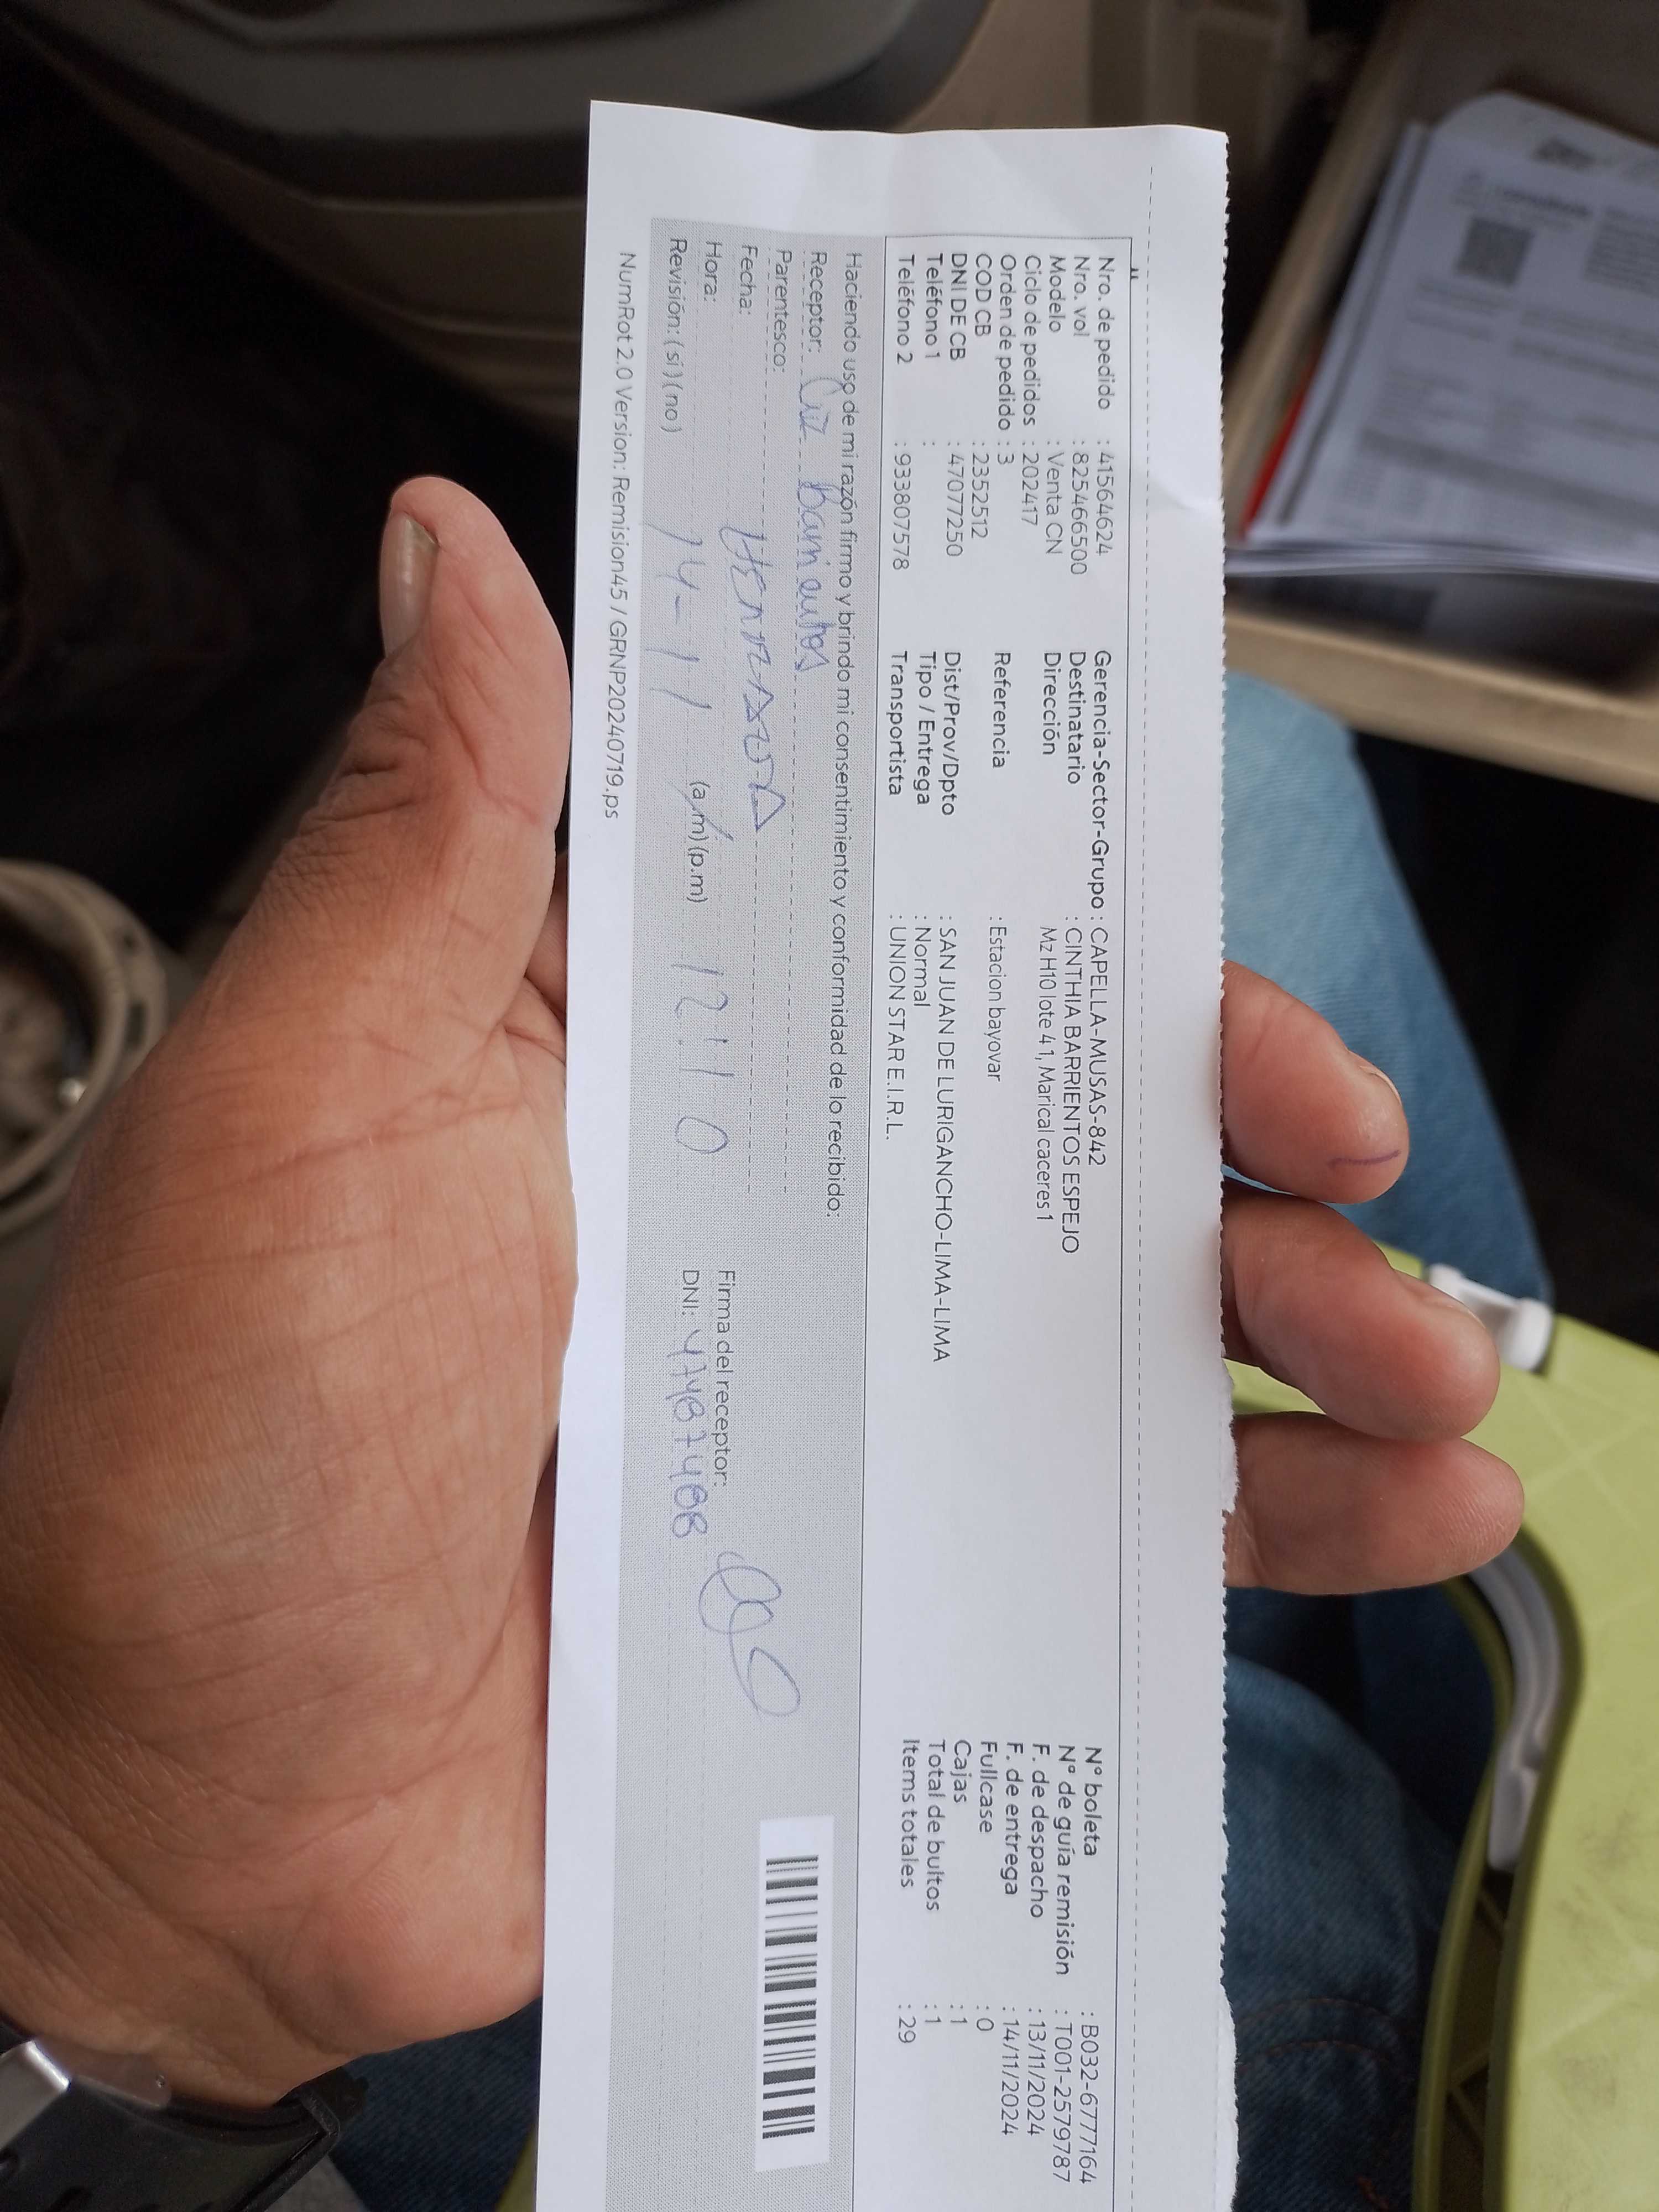 Nro. de pedido : 41564624
Nro. vol : 825466500
Modelo : Venta CN
Ciclo de pedidos : 202417
Orden de pedido : 3
COD CB : 2352512
DNI DE CB : 47077250
Teléfono 1 :
Teléfono 2 : 933807578
Gerencia-Sector-Grupo : CAPELLA-MUSAS-842
Destinatario : CINTHIA BARRIENTOS ESPEJO
Dirección Mz H10 lote 41, Marical caceres 1
Referencia : Estacion bayovar
Dist/Prov/Dpto : SAN JUAN DE LURIGANCHO-LIMA-LIMA
Tipo / Entrega : Normal
Transportista : UNION STAR E.I.R.L.
N° boleta : B032-6777164
N° de guía remisión : T001-2579787
F. de despacho : 13/11/2024
F. de entrega : 14/11/2024
Fullcase : 0
Cajas : 1
Total de bultos : 1
Items totales : 29
Haciendo uso de mi razón firmo y brindo mi consentimiento y conformidad de lo recibido:
Receptor: Barrientos
Parentesco:
Fecha:
Hora: 14-11 (a.m) (p.m) 12:10
Revisión: (si) (no)
Firma del receptor:
DNI: 47487488
NumRot 2.0 Version: Remision45 / GRNP20240719.ps